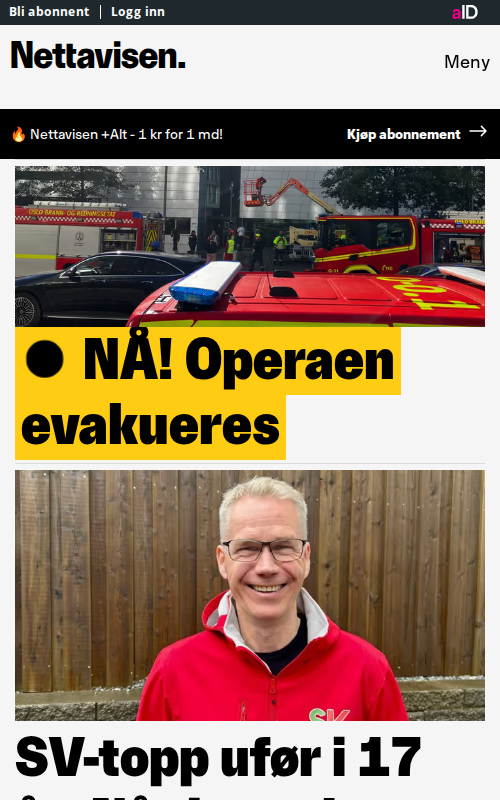 Bli abonnent | Logg inn
aID
Nettavisen.
Meny
🔥 Nettavisen +Alt - 1 kr for 1 md!
Kjøp abonnement →
OSLO BRANN- OG REDNINGSETAT
NÅ! Operaen
evakueres
SV
SV-topp ufør i 17